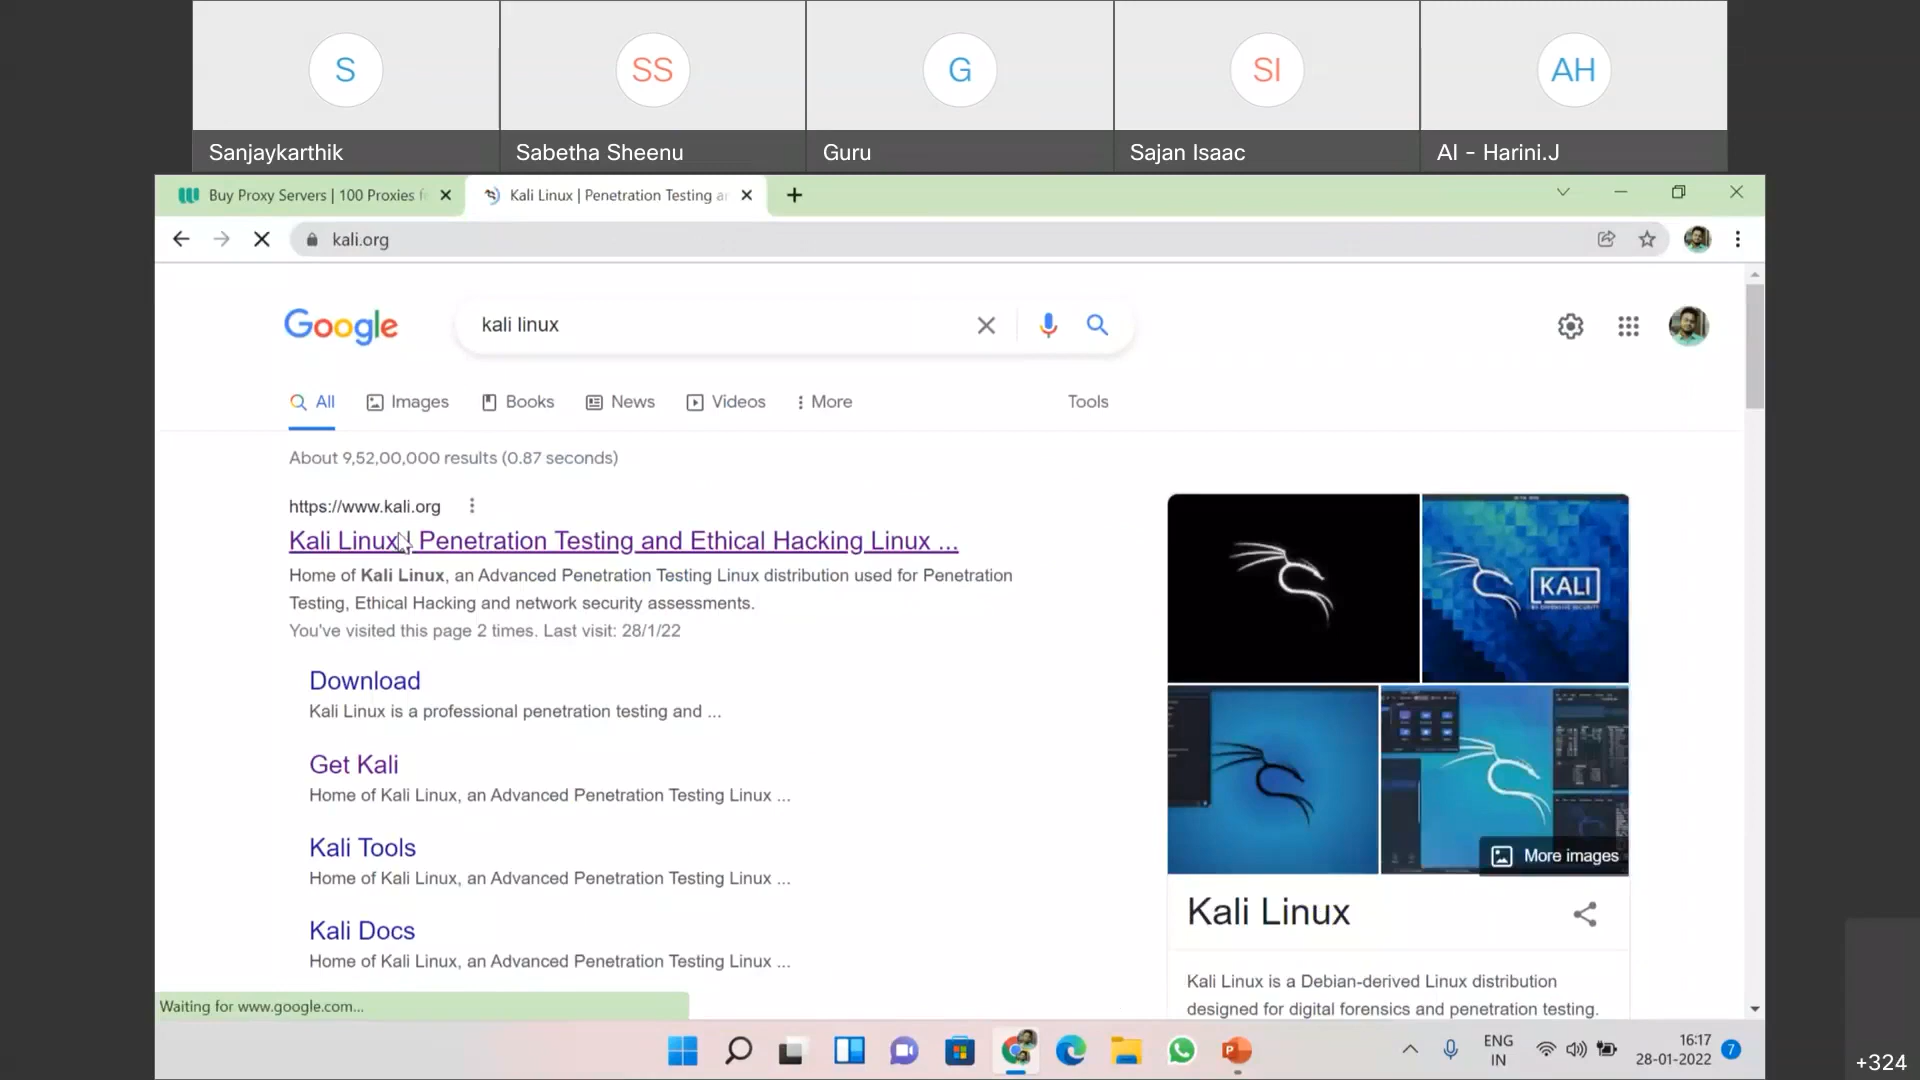 S
SS
G
SI
AH
Sanjaykarthik
Sabetha Sheenu
Guru
Sajan Isaac
AI - Harini.J
Buy Proxy Servers | 100 Proxies f
Kali Linux | Penetration Testing an
kali.org
Google
kali linux
All
Images
Books
News
Videos
More
Tools
About 9,52,00,000 results (0.87 seconds)
https://www.kali.org
Kali Linux | Penetration Testing and Ethical Hacking Linux ...
Home of Kali Linux, an Advanced Penetration Testing Linux distribution used for Penetration
Testing, Ethical Hacking and network security assessments.
You've visited this page 2 times. Last visit: 28/1/22
Download
Kali Linux is a professional penetration testing and ...
Get Kali
Home of Kali Linux, an Advanced Penetration Testing Linux ...
Kali Tools
Home of Kali Linux, an Advanced Penetration Testing Linux ...
Kali Docs
Home of Kali Linux, an Advanced Penetration Testing Linux ...
KALI
More images
Kali Linux
Kali Linux is a Debian-derived Linux distribution
designed for digital forensics and penetration testing.
Waiting for www.google.com...
ENG
IN
16:17
28-01-2022
7
+324